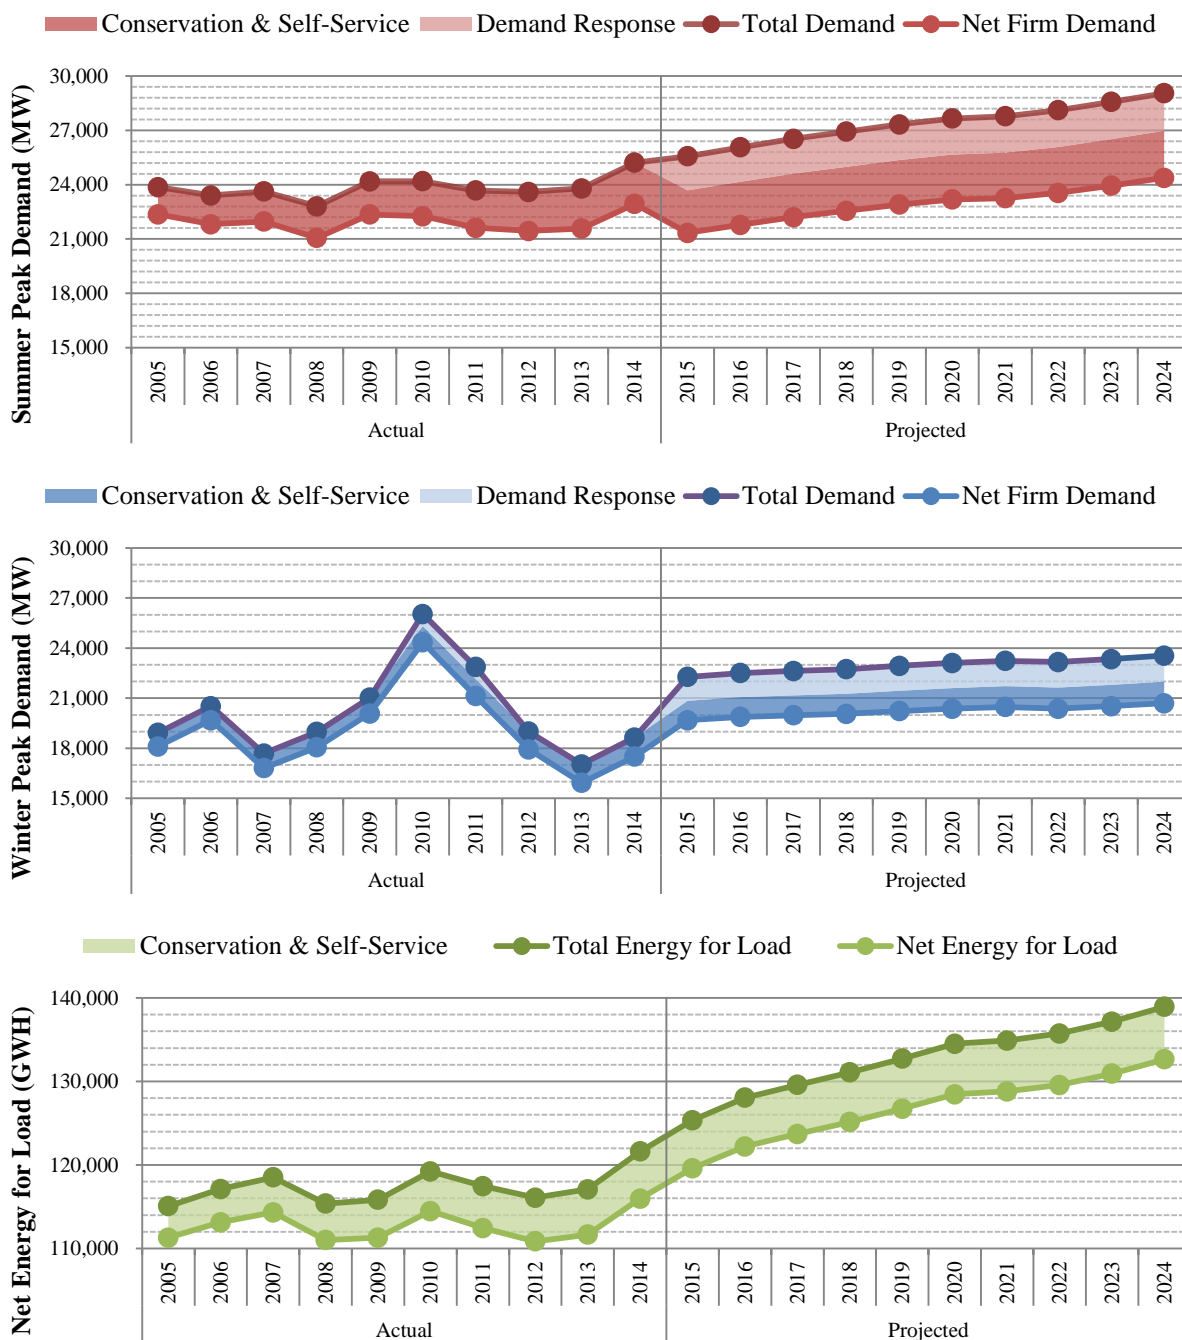 Conservation & Self-Service Demand Response Total Demand Net Firm Demand
Summer Peak Demand (MW)
30,000
27,000
24,000
21,000
18,000
15,000
2005 2006 2007 2008 2009 2010 2011 2012 2013 2014 2015 2016 2017 2018 2019 2020 2021 2022 2023 2024
Actual Projected
Conservation & Self-Service Demand Response Total Demand Net Firm Demand
Winter Peak Demand (MW)
30,000
27,000
24,000
21,000
18,000
15,000
2005 2006 2007 2008 2009 2010 2011 2012 2013 2014 2015 2016 2017 2018 2019 2020 2021 2022 2023 2024
Actual Projected
Conservation & Self-Service Total Energy for Load Net Energy for Load
Net Energy for Load (GWH)
140,000
130,000
120,000
110,000
2005 2006 2007 2008 2009 2010 2011 2012 2013 2014 2015 2016 2017 2018 2019 2020 2021 2022 2023 2024
Actual Projected